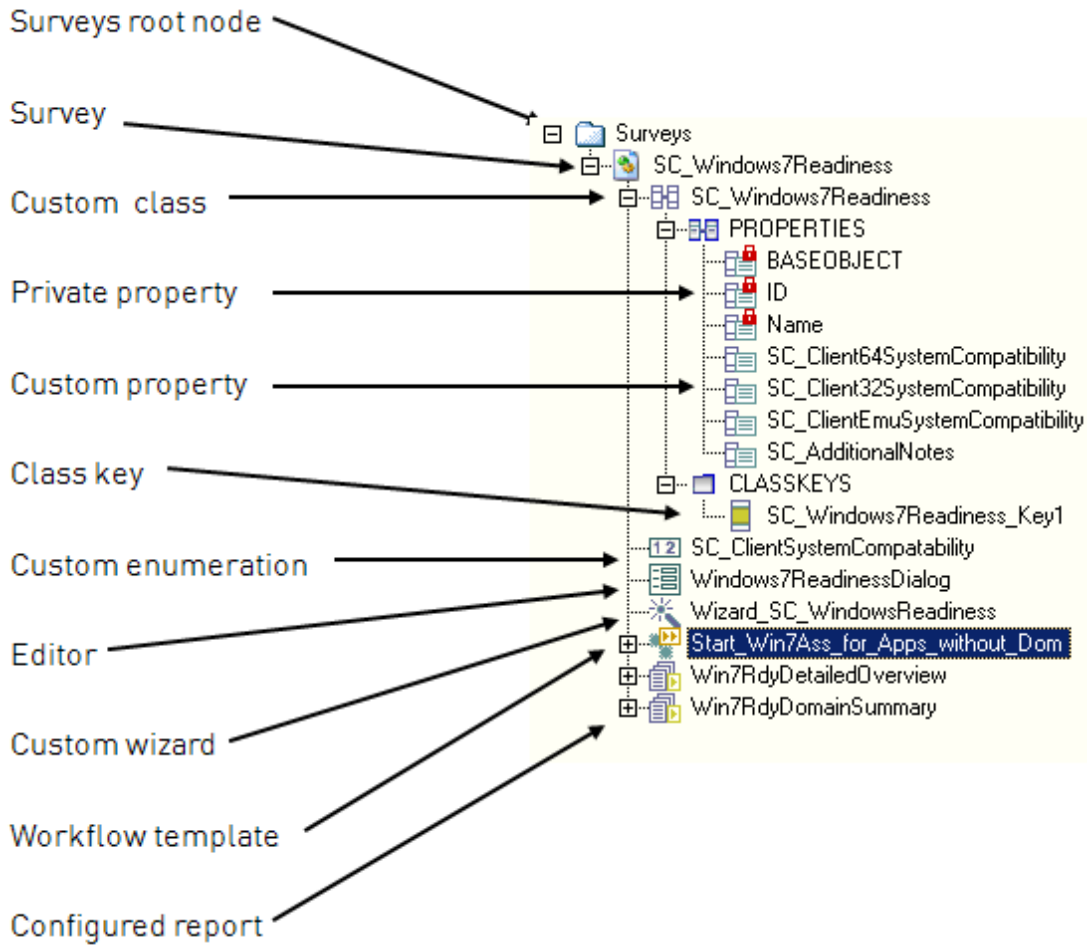 Surveys root node
Survey
Custom class
Private property
Custom property
Class key
Custom enumeration
Editor
Custom wizard
Workflow template
Configured report
Surveys
SC_Windows7Readiness
SC_Windows7Readiness
PROPERTIES
BASEOBJECT
ID
Name
SC_Client64SystemCompatibility
SC_Client32SystemCompatibility
SC_ClientEmuSystemCompatibility
SC_AdditionalNotes
CLASSKEYS
SC_Windows7Readiness_Key1
SC_ClientSystemCompatability
Windows7ReadinessDialog
Wizard_SC_WindowsReadiness
Start_Win7Ass_for_Apps_without_Dom
Win7RdyDetailedOverview
Win7RdyDomainSummary